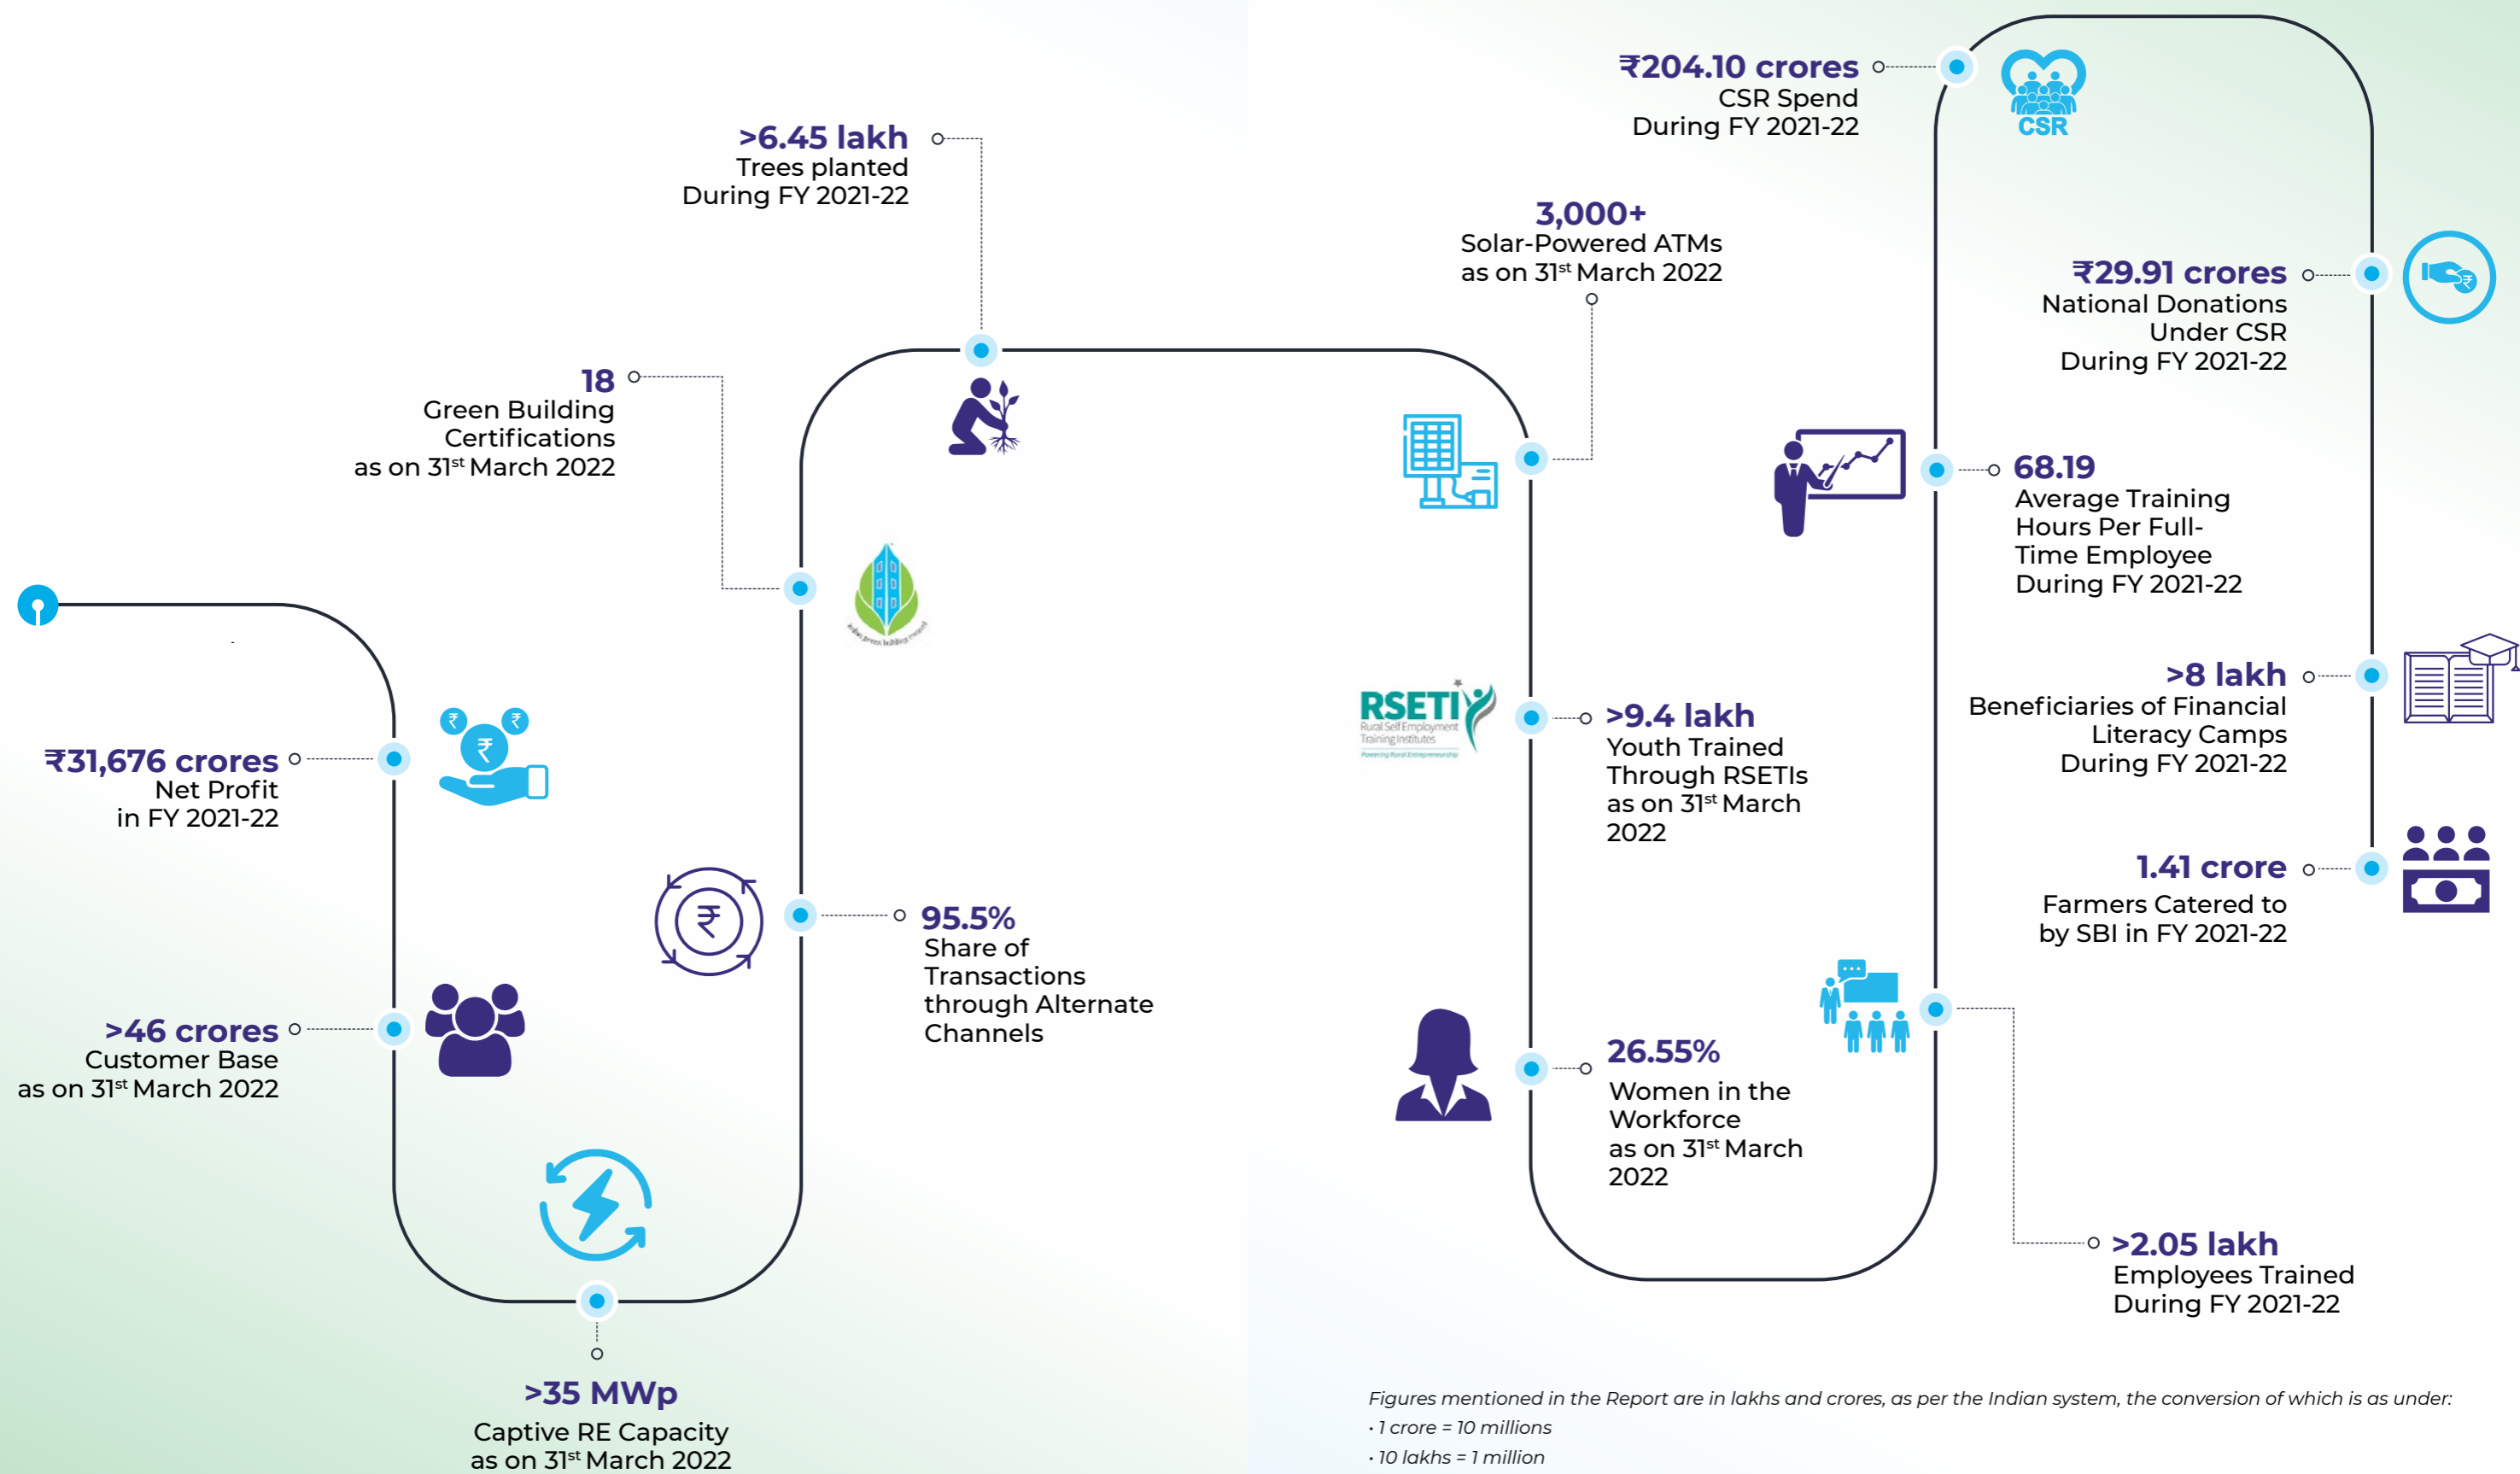 ₹31,676 crores
Net Profit
in FY 2021-22
>46 crores
Customer Base
as on 31st March 2022
>35 MWp
Captive RE Capacity
as on 31st March 2022
95.5%
Share of
Transactions
through Alternate
Channels
18
Green Building
Certifications
as on 31st March 2022
indian green building council
>6.45 lakh
Trees planted
During FY 2021-22
3,000+
Solar-Powered ATMs
as on 31st March 2022
RSETI
Rural Self Employment
Training Institutes
Powering Rural Entrepreneurship
>9.4 lakh
Youth Trained
Through RSETIs
as on 31st March
2022
26.55%
Women in the
Workforce
as on 31st March
2022
>2.05 lakh
Employees Trained
During FY 2021-22
68.19
Average Training
Hours Per Full-
Time Employee
During FY 2021-22
₹204.10 crores
CSR Spend
During FY 2021-22
CSR
₹29.91 crores
National Donations
Under CSR
During FY 2021-22
>8 lakh
Beneficiaries of Financial
Literacy Camps
During FY 2021-22
1.41 crore
Farmers Catered to
by SBI in FY 2021-22
Figures mentioned in the Report are in lakhs and crores, as per the Indian system, the conversion of which is as under:
• 1 crore = 10 millions
• 10 lakhs = 1 million